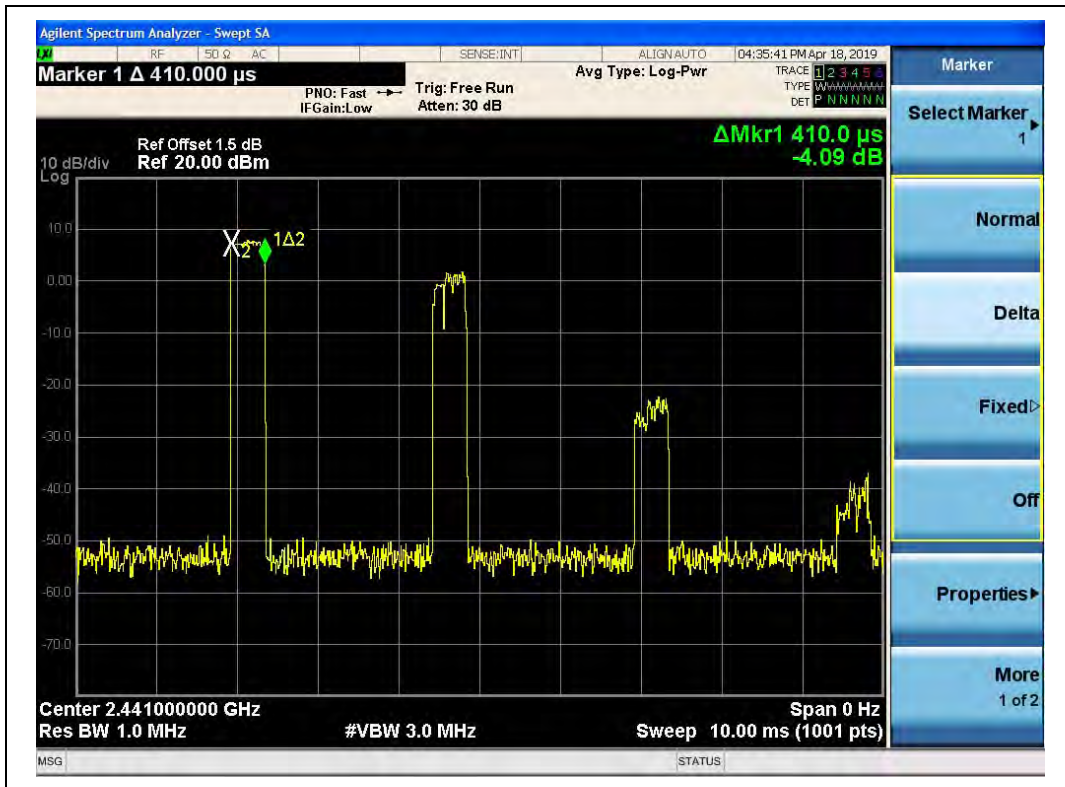 Agilent Spectrum Analyzer - Swept SA
LXI RF 50 Ω AC SENSE:INT ALIGN AUTO 04:35:41 PM Apr 18, 2019
Marker 1 Δ 410.000 µs
PNO: Fast
IFGain:Low
Trig: Free Run
Atten: 30 dB
Avg Type: Log-Pwr
TRACE 1 2 3 4 5 6
TYPE
DET P N N N N N
ΔMkr1 410.0 µs
-4.09 dB
Ref Offset 1.5 dB
10 dB/div Ref 20.00 dBm
Log
10.0
0.00
-10.0
-20.0
-30.0
-40.0
-50.0
-60.0
-70.0
2
1Δ2
Center 2.441000000 GHz
Span 0 Hz
Res BW 1.0 MHz
#VBW 3.0 MHz
Sweep 10.00 ms (1001 pts)
MSG
STATUS
Marker
Select Marker
1
Normal
Delta
Fixed
Off
Properties
More
1 of 2